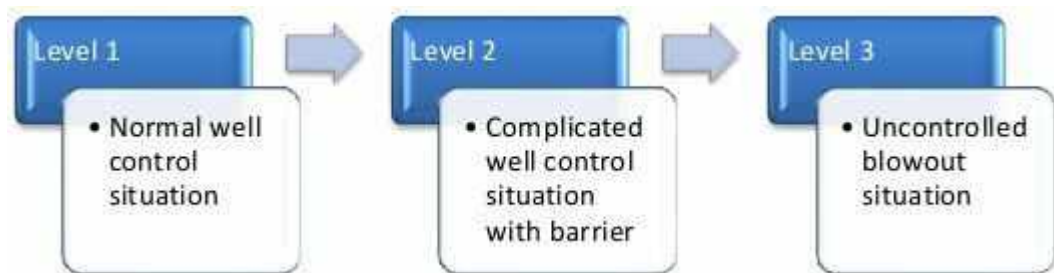 Level 1
• Normal well
control
situation
Level 2
• Complicated
well control
situation
with barrier
Level 3
• Uncontrolled
blowout
situation